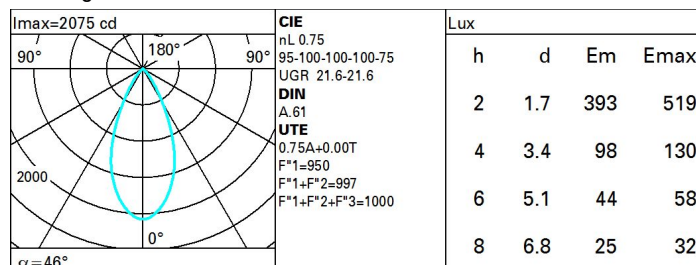 Imax=2075 cd
90°
180°
90°
2000
0°
α=46°
CIE
nL 0.75
95-100-100-100-75
UGR 21.6-21.6
DIN
A.61
UTE
0.75A+0.00T
F"1=950
F"1+F"2=997
F"1+F"2+F"3=1000
Lux
h d Em Emax
2 1.7 393 519
4 3.4 98 130
6 5.1 44 58
8 6.8 25 32